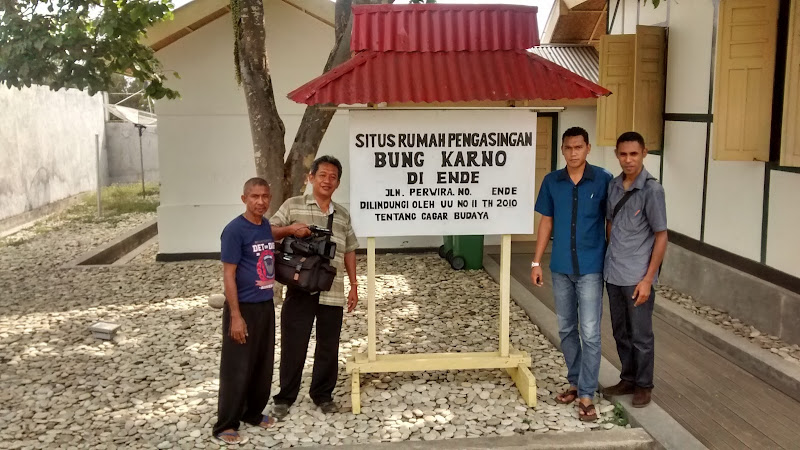 SITUS RUMAH PENGASINGAN
BUNG KARNO
DI ENDE
JLN. PERWIRA. NO. ENDE
DILINDUNGI OLEH UU NO 11 TH 2010
TENTANG CAGAR BUDAYA